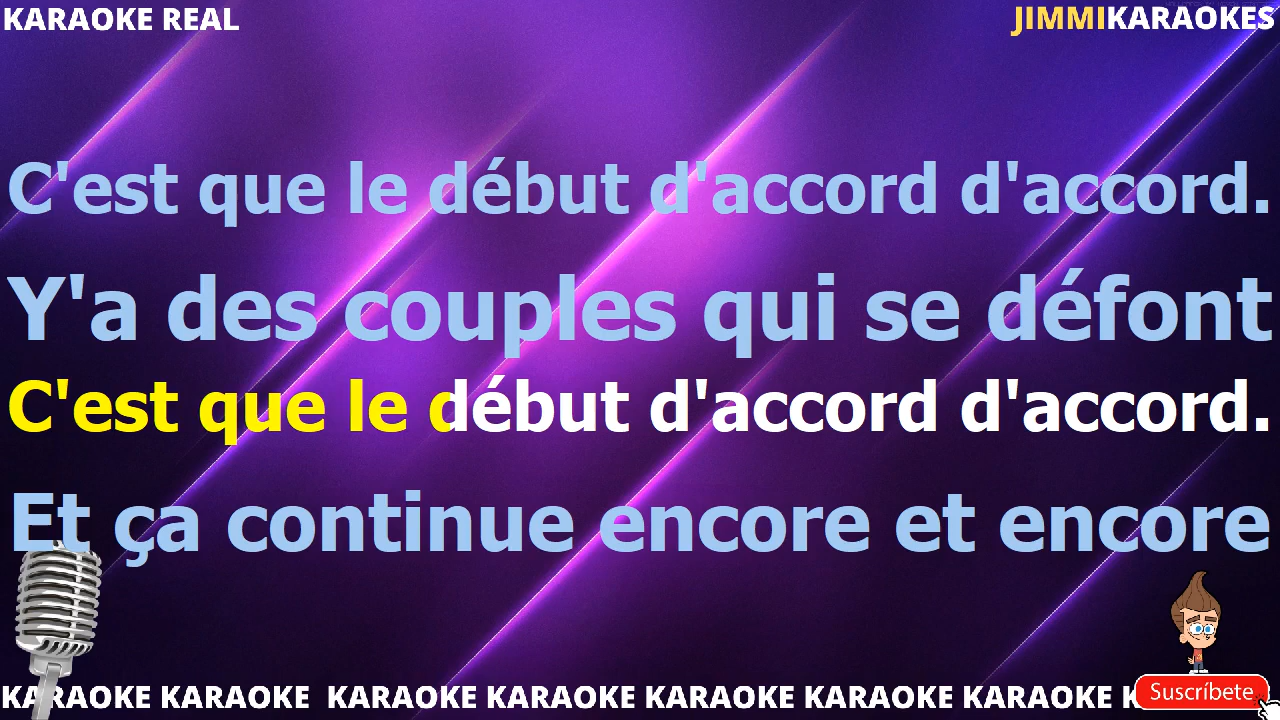 KARAOKE REAL
JIMMIKARAOKES
C'est que le début d'accord d'accord.
Y'a des couples qui se défont
C'est que le début d'accord d'accord.
Et ça continue encore et encore
KARAOKE KARAOKE KARAOKE KARAOKE KARAOKE KARAOKE KARAOKE K
Suscríbete